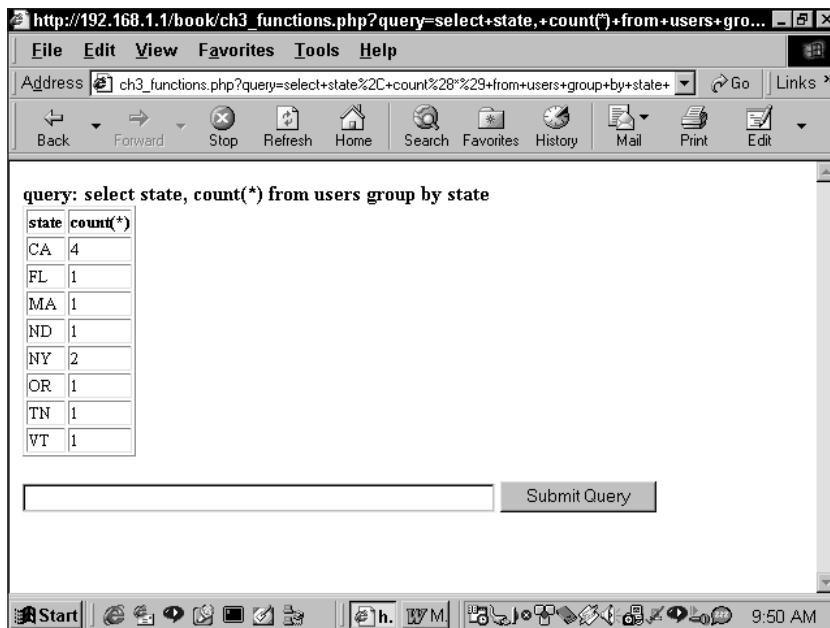 http://192.168.1.1/book/ch3_functions.php?query=select+state,+count(*)+from+users+gro...
File Edit View Favorites Tools Help
Address ch3_functions.php?query=select+state%2C+count%28*%29+from+users+group+by+state+ Go Links »
Back Forward Stop Refresh Home Search Favorites History Mail Print Edit
query: select state, count(*) from users group by state
state count(*)
CA 4
FL 1
MA 1
ND 1
NY 2
OR 1
TN 1
VT 1
Submit Query
Start h. M. 9:50 AM